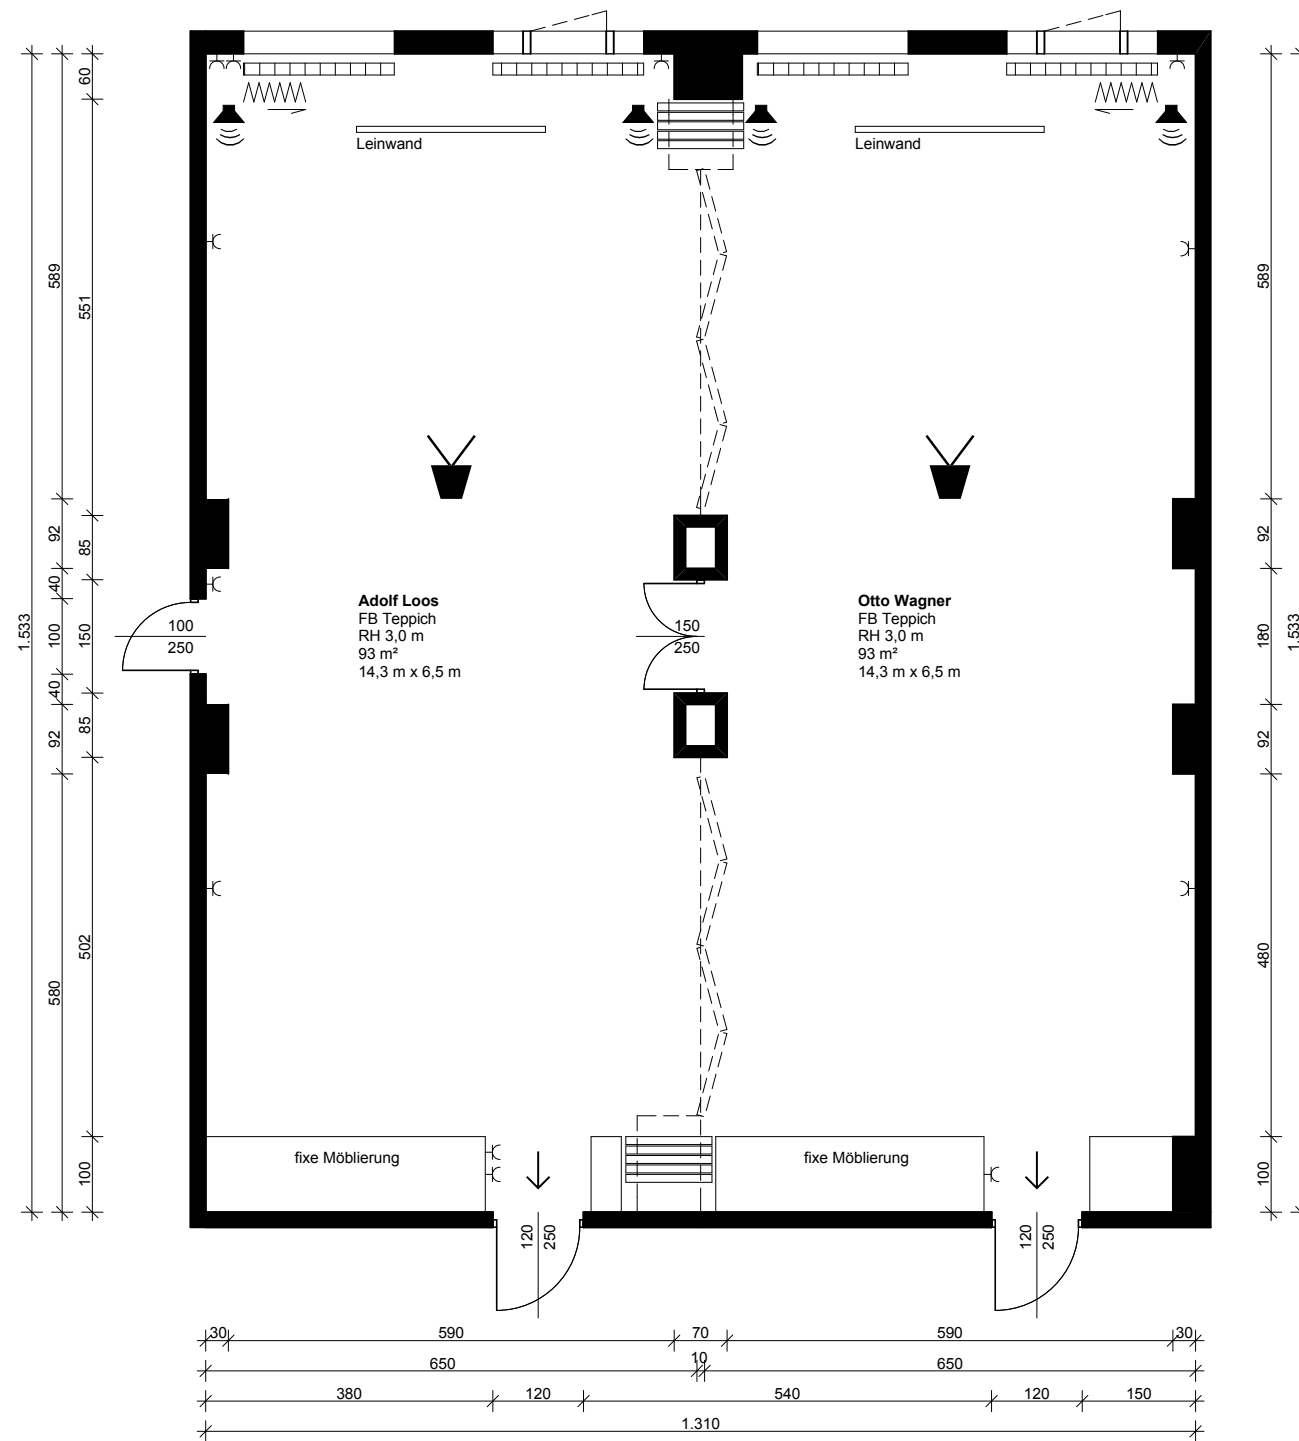 Leinwand
Leinwand
60
551
589
85
92
40
100
150
1.533
40
85
92
502
580
100
589
92
180
92
480
100
1.533
100
250
Adolf Loos
FB Teppich
RH 3,0 m
93 m²
14,3 m x 6,5 m
150
250
Otto Wagner
FB Teppich
RH 3,0 m
93 m²
14,3 m x 6,5 m
fixe Möblierung
fixe Möblierung
120
250
120
250
30 590 70 590 30
650 10 650
380 120 540 120 150
1.310